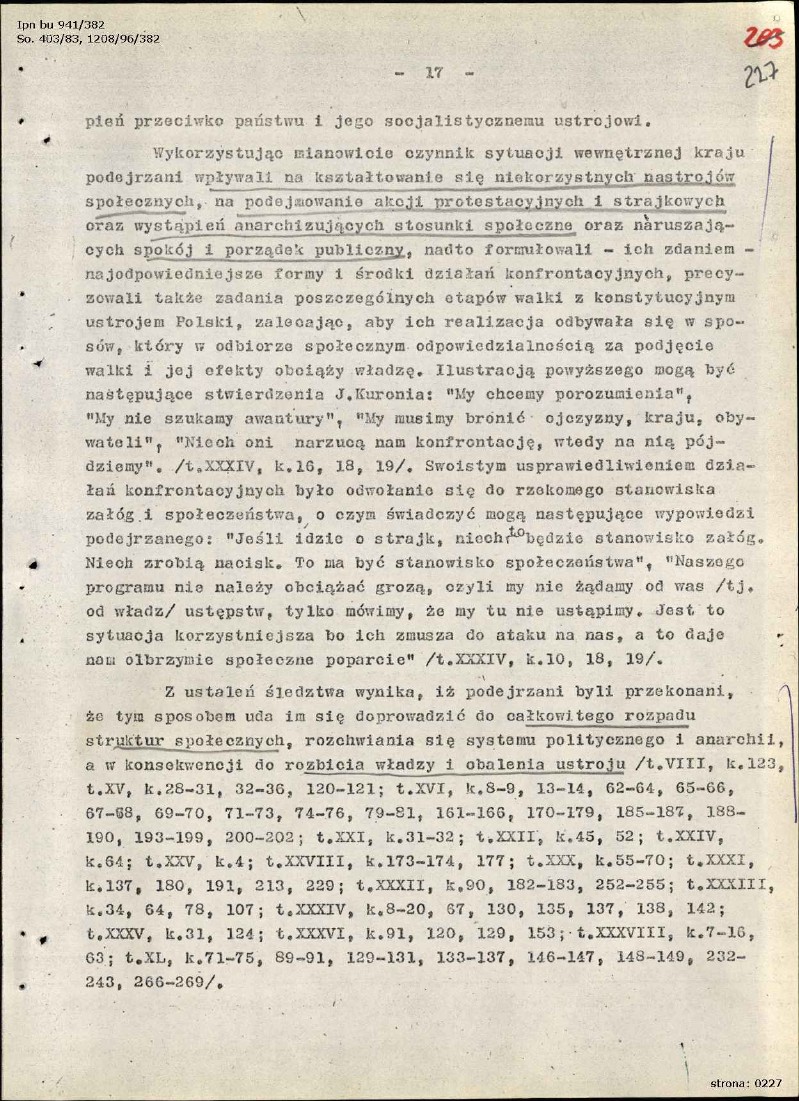 Ipn bu 941/382
So. 403/83, 1208/96/382
203
227
- 17 -
pień przeciwko państwu i jego socjalistycznemu ustrojowi.
Wykorzystując mianowicie czynnik sytuacji wewnętrznej kraju
podejrzani wpływali na kształtowanie się niekorzystnych nastrojów
społecznych, na podejmowanie akcji protestacyjnych i strajkowych
oraz wystąpień anarchizujących stosunki społeczne oraz naruszają-
cych spokój i porządek publiczny, nadto formułowali - ich zdaniem -
najodpowiedniejsze formy i środki działań konfrontacyjnych, precy-
zowali także zadania poszczególnych etapów walki z konstytucyjnym
ustrojem Polski, zalecając, aby ich realizacja odbywała się w spo-
sów, który w odbiorze społecznym odpowiedzialnością za podjęcie
walki i jej efekty obciąży władzę. Ilustracją powyższego mogą być
następujące stwierdzenia J.Kuronia: "My chcemy porozumienia",
"My nie szukamy awantury", "My musimy bronić ojczyzny, kraju, oby-
wateli", "Niech oni narzucą nam konfrontację, wtedy na nią pój-
dziemy". /t.XXXIV, k.16, 18, 19/. Swoistym usprawiedliwieniem dzia-
łań konfrontacyjnych było odwołanie się do rzekomego stanowiska
załóg i społeczeństwa, o czym świadczyć mogą następujące wypowiedzi
podejrzanego: "Jeśli idzie o strajk, niech to będzie stanowisko załóg.
Niech zrobią nacisk. To ma być stanowisko społeczeństwa", "Naszego
programu nie należy obciążać grozą, czyli my nie żądamy od was /tj.
od władz/ ustępstw, tylko mówimy, że my tu nie ustąpimy. Jest to
sytuacja korzystniejsza bo ich zmusza do ataku na nas, a to daje
nam olbrzymie społeczne poparcie" /t.XXXIV, k.10, 18, 19/.
Z ustaleń śledztwa wynika, iż podejrzani byli przekonani,
że tym sposobem uda im się doprowadzić do całkowitego rozpadu
struktur społecznych, rozchwiania się systemu politycznego i anarchii,
a w konsekwencji do rozbicia władzy i obalenia ustroju /t.VIII, k.123,
t.XV, k.28-31, 32-36, 120-121; t.XVI, k.8-9, 13-14, 62-64, 65-66,
67-68, 69-70, 71-73, 74-76, 79-81, 161-166, 170-179, 185-187, 188-
190, 193-199, 200-202; t.XXI, k.31-32; t.XXII, k.45, 52; t.XXIV,
k.64; t.XXV, k.4; t.XXVIII, k.173-174, 177; t.XXX, k.55-70; t.XXXI,
k.137, 180, 191, 213, 229; t.XXXII, k.90, 182-183, 252-255; t.XXXIII,
k.34, 64, 78, 107; t.XXXIV, k.8-20, 67, 130, 135, 137, 138, 142;
t.XXXV, k.31, 124; t.XXXVI, k.91, 120, 129, 153; t.XXXVIII, k.7-16,
63; t.XL, k.71-75, 89-91, 129-131, 133-137, 146-147, 148-149, 232-
243, 266-269/.
strona: 0227